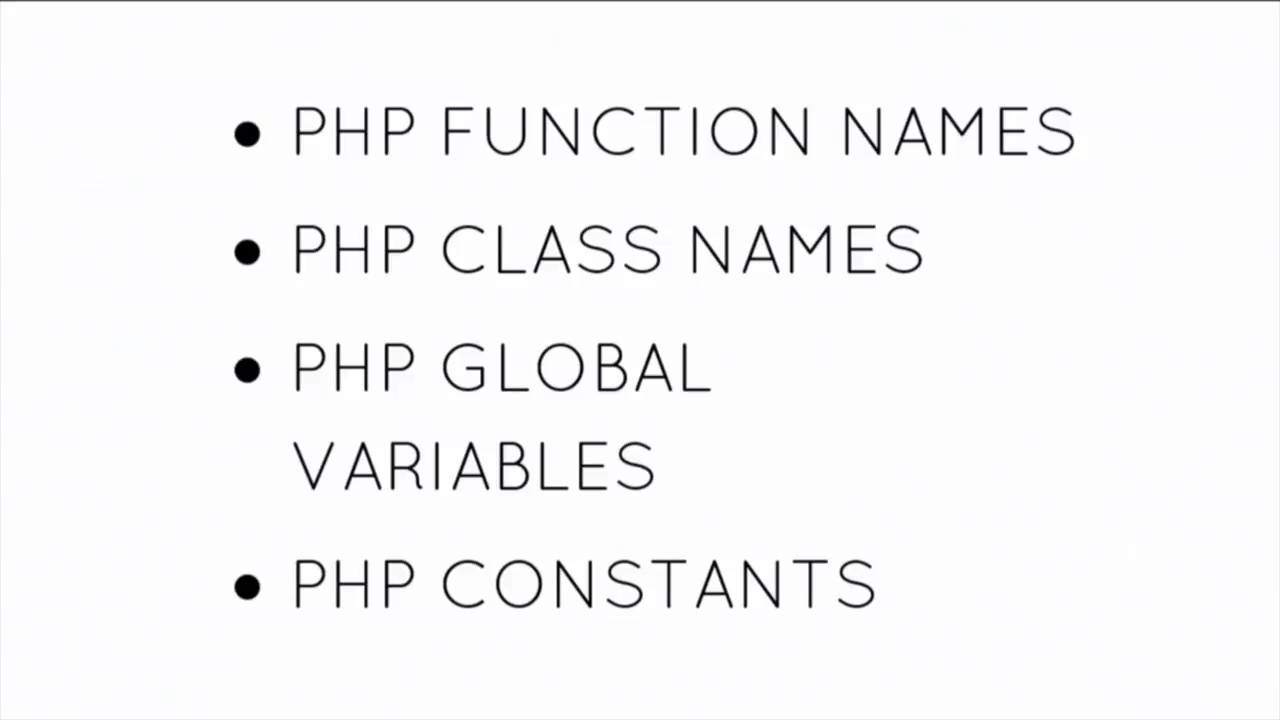 • PHP FUNCTION NAMES
• PHP CLASS NAMES
• PHP GLOBAL
VARIABLES
• PHP CONSTANTS